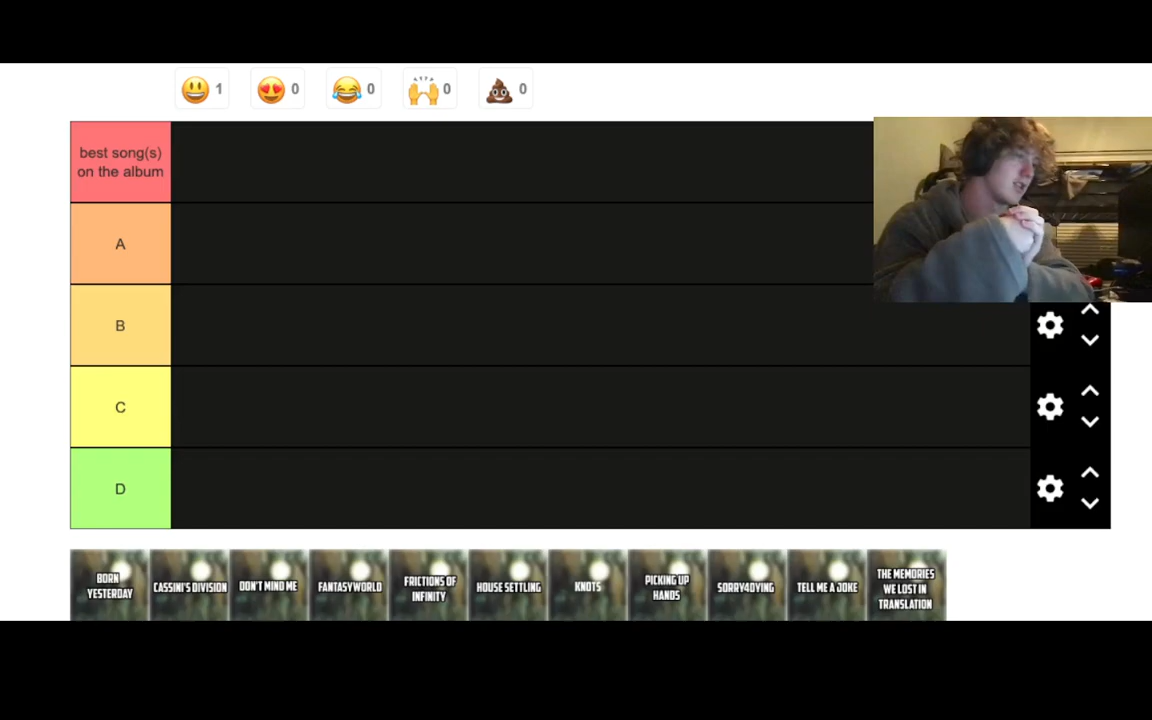 1
0
0
0
0
best song(s)
on the album
A
B
C
D
BORN
YESTERDAY
CASSINI'S DIVISION
DON'T MIND ME
FANTASYWORLD
FRICTIONS OF
INFINITY
HOUSE SETTLING
KNOTS
PICKING UP
HANDS
SORRY4DYING
TELL ME A JOKE
THE MEMORIES
WE LOST IN
TRANSLATION